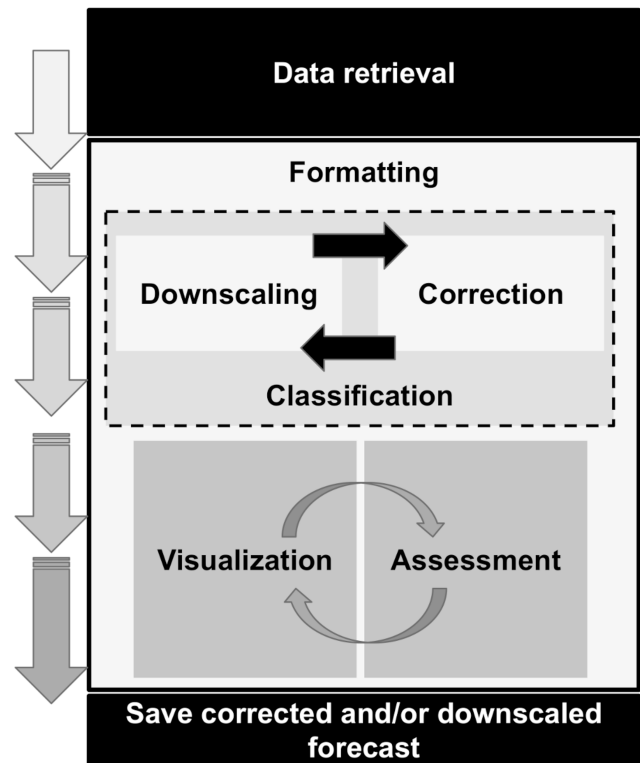 Data retrieval
Formatting
Downscaling
Correction
Classification
Visualization
Assessment
Save corrected and/or downscaled
forecast